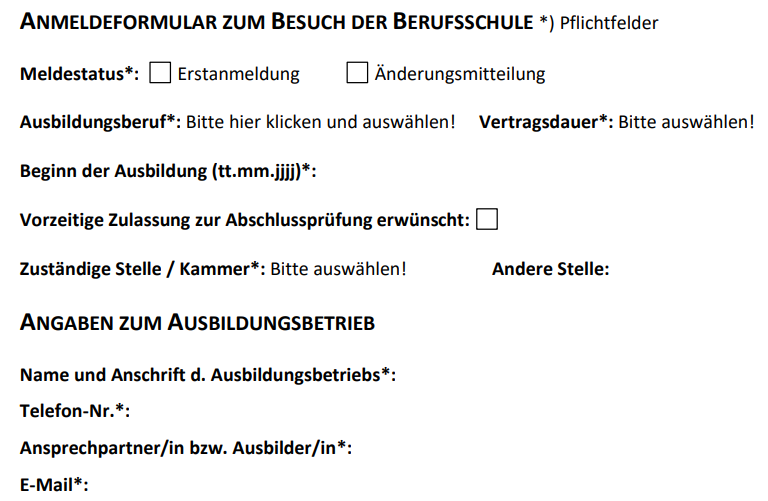 ANMELDEFORMULAR ZUM BESUCH DER BERUFSSCHULE *) Pflichtfelder
Meldestatus*: ☐ Erstanmeldung ☐ Änderungsmitteilung
Ausbildungsberuf*: Bitte hier klicken und auswählen! Vertragsdauer*: Bitte auswählen!
Beginn der Ausbildung (tt.mm.jjjj)*:
Vorzeitige Zulassung zur Abschlussprüfung erwünscht: ☐
Zuständige Stelle / Kammer*: Bitte auswählen! Andere Stelle:
ANGABEN ZUM AUSBILDUNGSBETRIEB
Name und Anschrift d. Ausbildungsbetriebs*:
Telefon-Nr.*:
Ansprechpartner/in bzw. Ausbilder/in*:
E-Mail*: